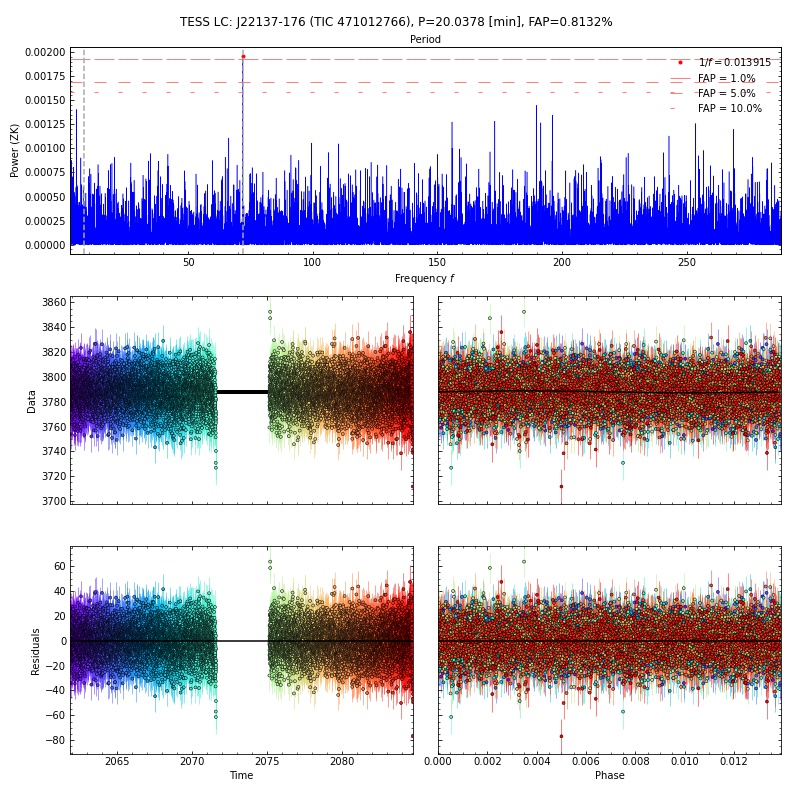 TESS LC: J22137-176 (TIC 471012766), P=20.0378 [min], FAP=0.8132%
Period
0.00200
0.00175
0.00150
0.00125
0.00100
0.00075
0.00050
0.00025
0.00000
Power (ZK)
1/f = 0.013915
FAP = 1.0%
FAP = 5.0%
FAP = 10.0%
50 100 150 200 250
Frequency f
3860
3840
3820
3800
3780
3760
3740
3720
3700
Data
60
40
20
0
−20
−40
−60
−80
Residuals
2065 2070 2075 2080
Time
0.000 0.002 0.004 0.006 0.008 0.010 0.012
Phase